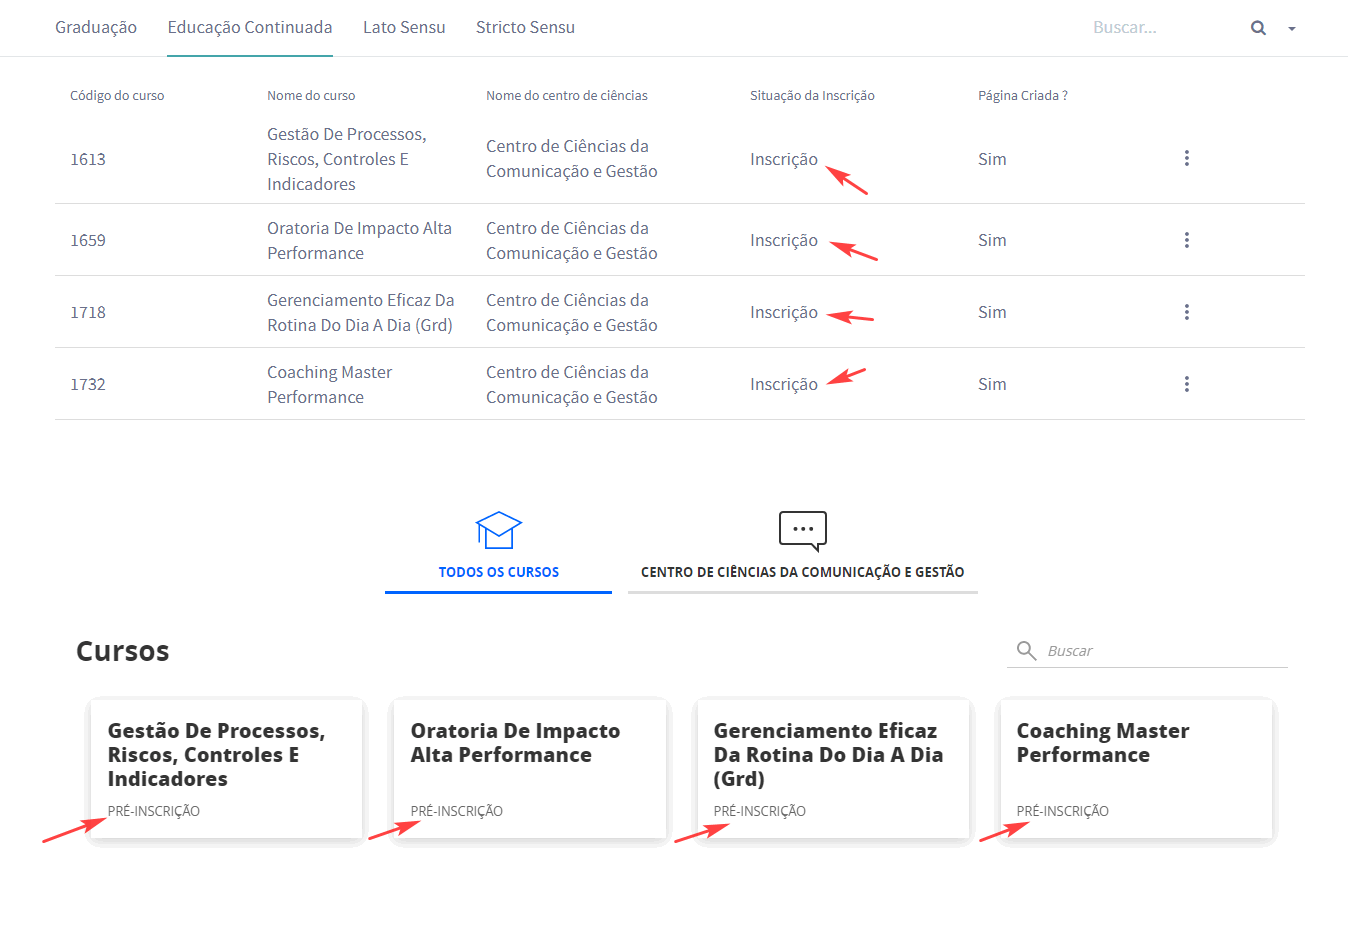 Graduação Educação Continuada Lato Sensu Stricto Sensu Buscar...
Código do curso Nome do curso Nome do centro de ciências Situação da Inscrição Página Criada ?
1613
Gestão De Processos,
Riscos, Controles E
Indicadores
Centro de Ciências da
Comunicação e Gestão
Inscrição
Sim
1659
Oratoria De Impacto Alta
Performance
Centro de Ciências da
Comunicação e Gestão
Inscrição
Sim
1718
Gerenciamento Eficaz Da
Rotina Do Dia A Dia (Grd)
Centro de Ciências da
Comunicação e Gestão
Inscrição
Sim
1732
Coaching Master
Performance
Centro de Ciências da
Comunicação e Gestão
Inscrição
Sim
TODOS OS CURSOS
CENTRO DE CIÊNCIAS DA COMUNICAÇÃO E GESTÃO
Cursos
Buscar
Gestão De Processos,
Riscos, Controles E
Indicadores
PRÉ-INSCRIÇÃO
Oratoria De Impacto
Alta Performance
PRÉ-INSCRIÇÃO
Gerenciamento Eficaz
Da Rotina Do Dia A Dia
(Grd)
PRÉ-INSCRIÇÃO
Coaching Master
Performance
PRÉ-INSCRIÇÃO